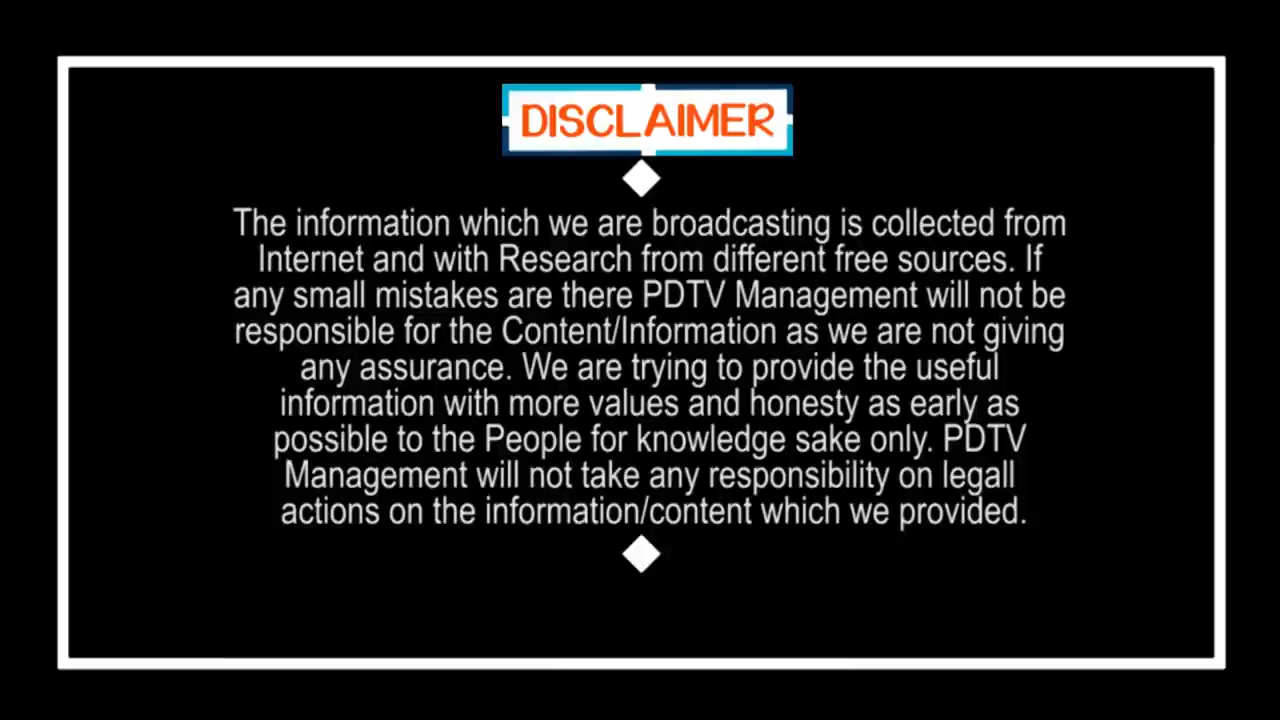 DISCLAIMER
The information which we are broadcasting is collected from
Internet and with Research from different free sources. If
any small mistakes are there PDTV Management will not be
responsible for the Content/Information as we are not giving
any assurance. We are trying to provide the useful
information with more values and honesty as early as
possible to the People for knowledge sake only. PDTV
Management will not take any responsibility on legall
actions on the information/content which we provided.